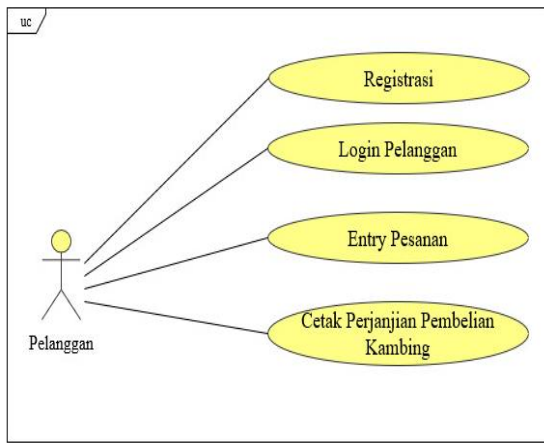 uc
Registrasi
Login Pelanggan
Entry Pesanan
Cetak Perjanjian Pembelian
Kambing
Pelanggan